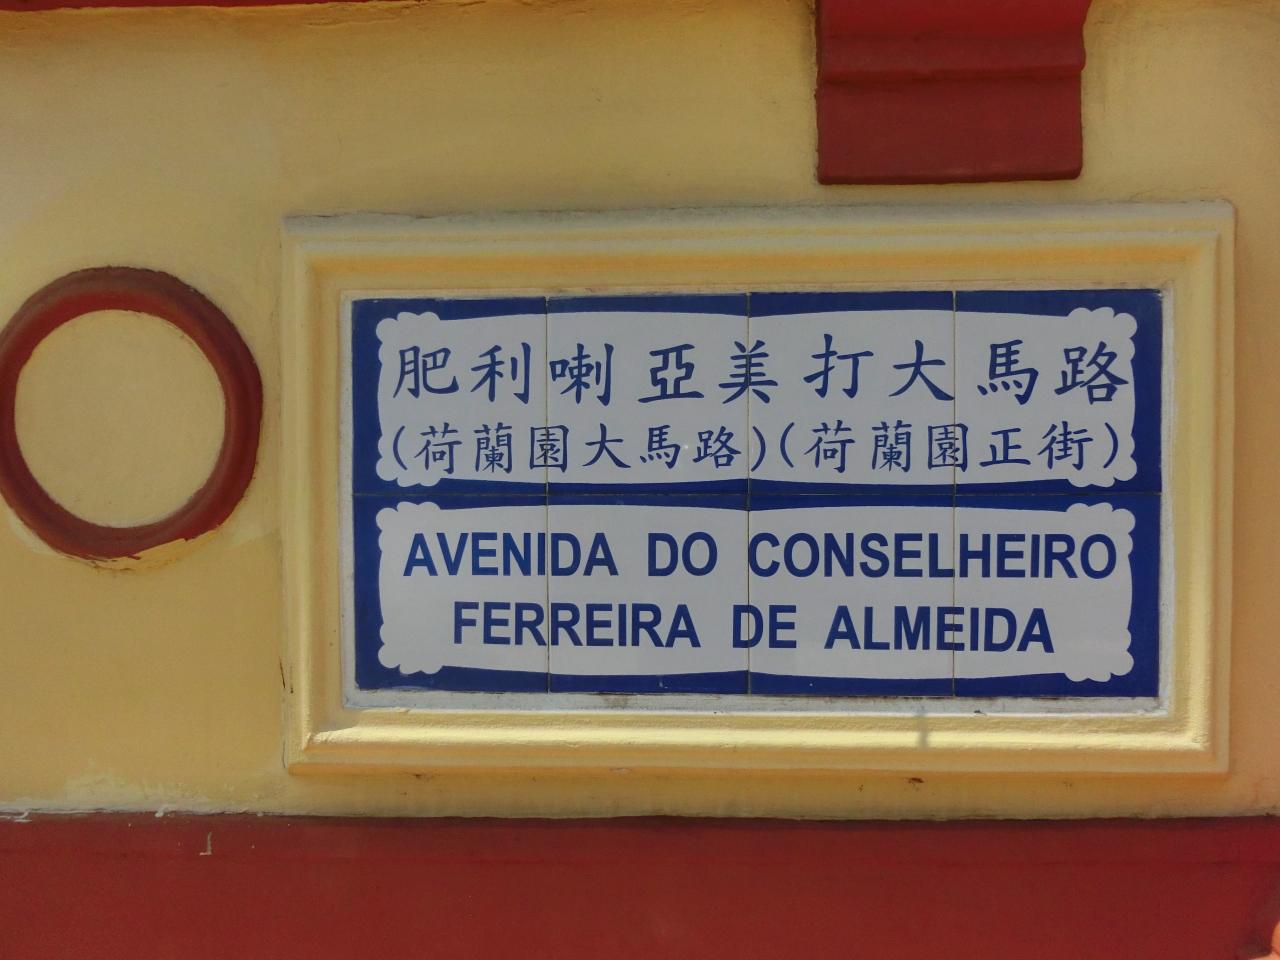 肥利喇亞美打大馬路
(荷蘭園大馬路)(荷蘭園正街)
AVENIDA DO CONSELHEIRO
FERREIRA DE ALMEIDA